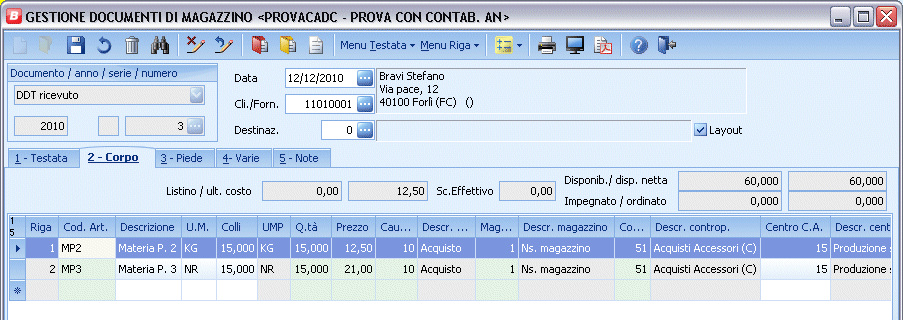 GESTIONE DOCUMENTI DI MAGAZZINO <PROVACADC - PROVA CON CONTAB. AN>
Menu Testata Menu Riga
Documento / anno / serie / numero
DDT ricevuto
2010 3
Data 12/12/2010
Cli./Forn. 11010001
Destinaz. 0
Bravi Stefano
Via pace, 12
40100 Forlì (FC) ()
Layout
1 - Testata 2 - Corpo 3 - Piede 4- Varie 5 - Note
Listino / ult. costo 0,00 12,50 Sc.Effettivo 0,00
Disponib./ disp. netta 60,000 60,000
Impegnato / ordinato 0,000 0,000
1 5 Riga Cod. Art. Descrizione U.M. Colli UMP Q.tà Prezzo Cau... Descr. ... Mag... Descr. magazzino Co... Descr. controp. Centro C.A. Descr. cent
1 MP2 Materia P. 2 KG 15,000 KG 15,000 12,50 10 Acquisto 1 Ns. magazzino 51 Acquisti Accessori (C) 15 Produzione s
2 MP3 Materia P. 3 NR 15,000 NR 15,000 21,00 10 Acquisto 1 Ns. magazzino 51 Acquisti Accessori (C) 15 Produzione s